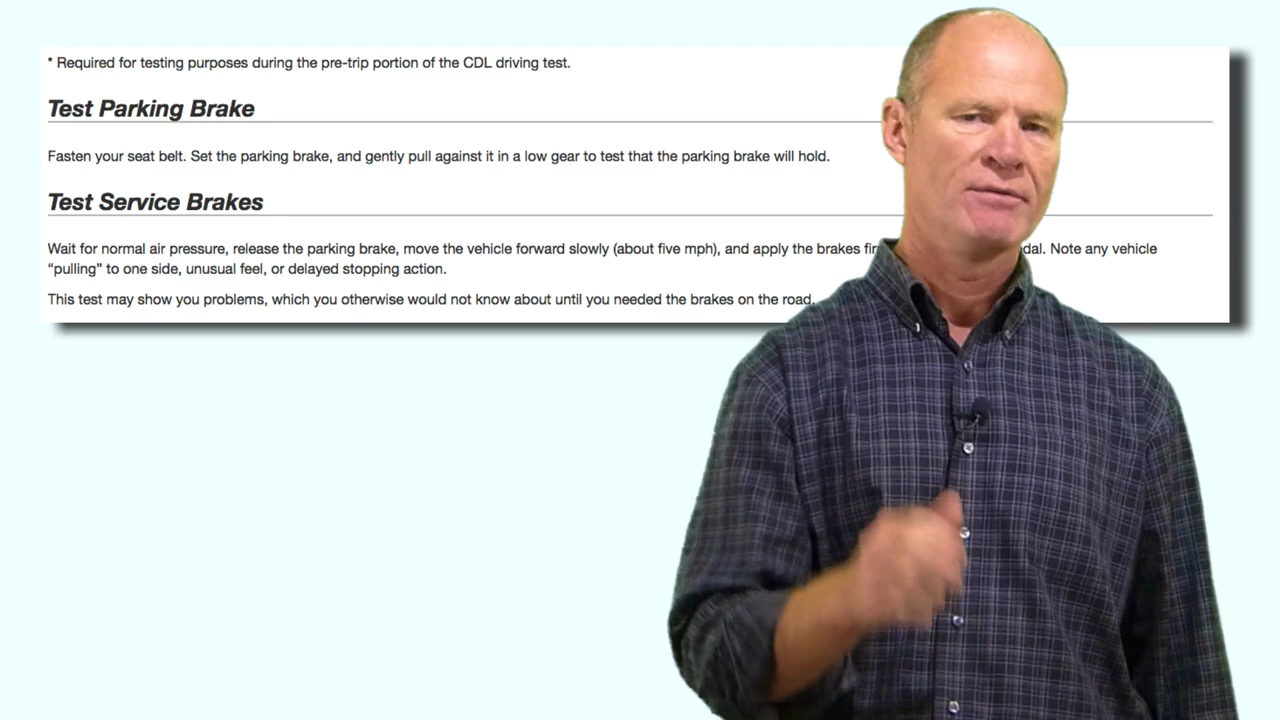 * Required for testing purposes during the pre-trip portion of the CDL driving test.
Test Parking Brake
Fasten your seat belt. Set the parking brake, and gently pull against it in a low gear to test that the parking brake will hold.
Test Service Brakes
Wait for normal air pressure, release the parking brake, move the vehicle forward slowly (about five mph), and apply the brakes Note any vehicle
“pulling” to one side, unusual feel, or delayed stopping action.
This test may show you problems, which you otherwise would not know about until you needed the brakes on the road.